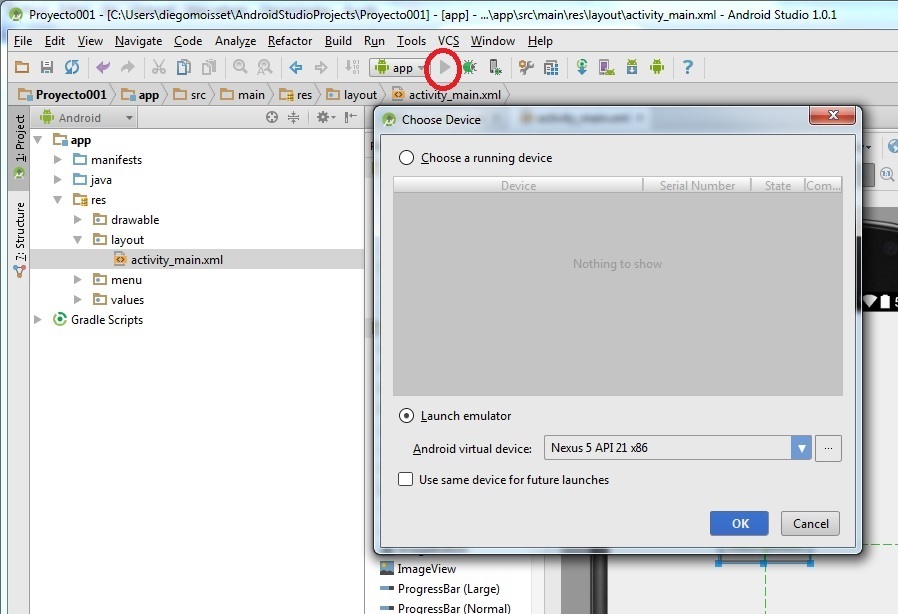 Proyecto001 - [C:\Users\diegomoisset\AndroidStudioProjects\Proyecto001] - [app] - ...\app\src\main\res\layout\activity_main.xml - Android Studio 1.0.1
File Edit View Navigate Code Analyze Refactor Build Run Tools VCS Window Help
app
Proyecto001 app src main res layout activity_main.xml
1: Project
7: Structure
Android
app
manifests
java
res
drawable
layout
activity_main.xml
menu
values
Gradle Scripts
Choose Device
Choose a running device
Device Serial Number State Com...
Nothing to show
Launch emulator
Android virtual device: Nexus 5 API 21 x86 ...
Use same device for future launches
OK Cancel
ImageView
ProgressBar (Large)
ProgressBar (Normal)